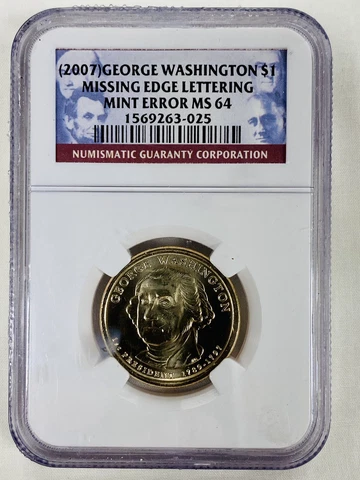 (2007)GEORGE WASHINGTON $1
MISSING EDGE LETTERING
MINT ERROR MS 64
1569263-025
NUMISMATIC GUARANTY CORPORATION
GEORGE WASHINGTON
1st PRESIDENT 1789-1797